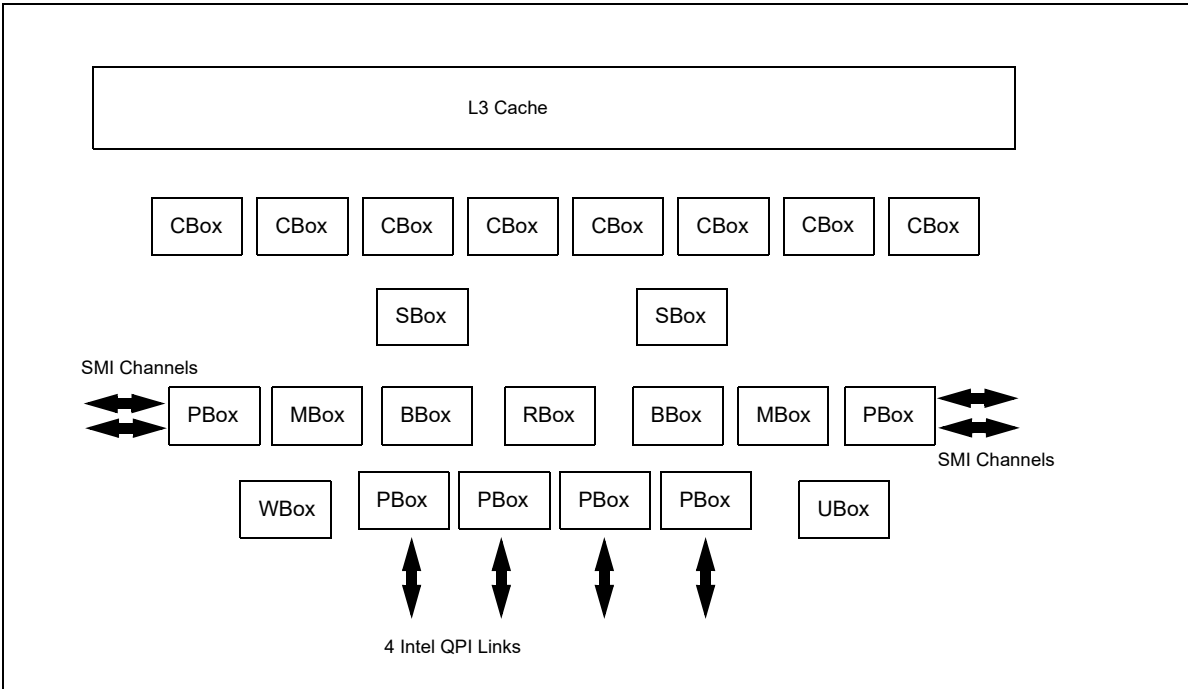 L3 Cache
CBox CBox CBox CBox CBox CBox CBox CBox
SBox SBox
SMI Channels
PBox MBox BBox RBox BBox MBox PBox
SMI Channels
WBox PBox PBox PBox PBox UBox
4 Intel QPI Links